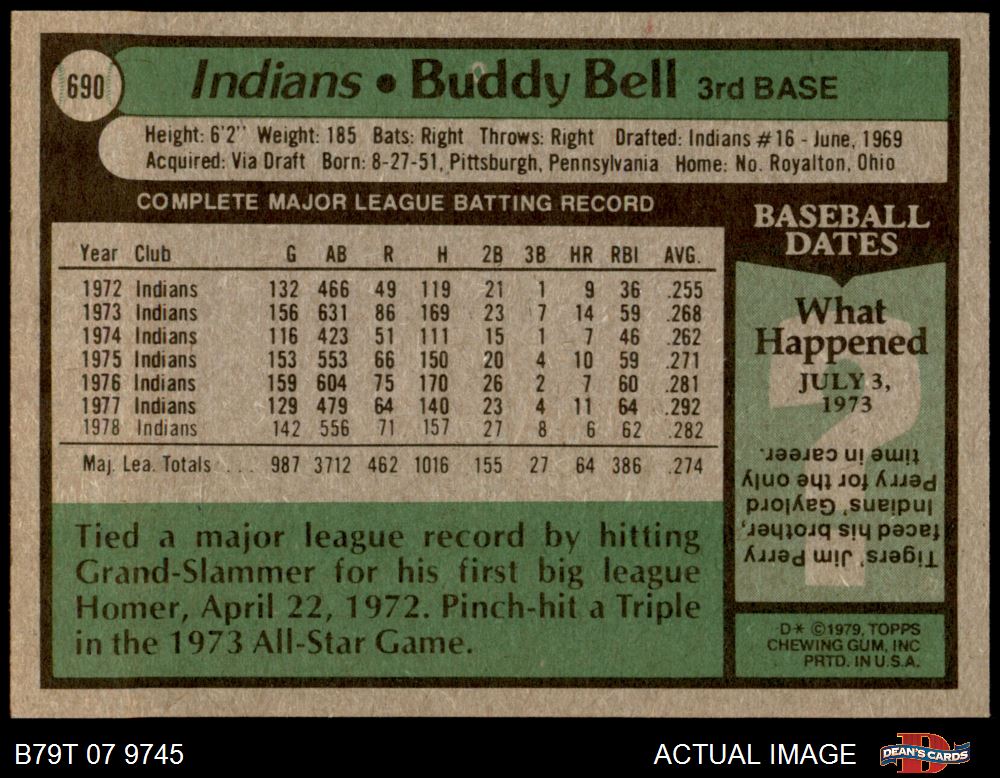 690
Indians • Buddy Bell 3rd BASE
Height: 6'2" Weight: 185 Bats: Right Throws: Right Drafted: Indians #16 - June, 1969
Acquired: Via Draft Born: 8-27-51, Pittsburgh, Pennsylvania Home: No. Royalton, Ohio
COMPLETE MAJOR LEAGUE BATTING RECORD
Year Club G AB R H 2B 3B HR RBI AVG.
1972 Indians 132 466 49 119 21 1 9 36 .255
1973 Indians 156 631 86 169 23 7 14 59 .268
1974 Indians 116 423 51 111 15 1 7 46 .262
1975 Indians 153 553 66 150 20 4 10 59 .271
1976 Indians 159 604 75 170 26 2 7 60 .281
1977 Indians 129 479 64 140 23 4 11 64 .292
1978 Indians 142 556 71 157 27 8 6 62 .282
Maj. Lea. Totals ... 987 3712 462 1016 155 27 64 386 .274
Tied a major league record by hitting
Grand-Slammer for his first big league
Homer, April 22, 1972. Pinch-hit a Triple
in the 1973 All-Star Game.
BASEBALL
DATES
What
Happened
JULY 3,
1973
?
Tigers' Jim Perry
faced his brother,
Indians' Gaylord
Perry for the only
time in career.
D* ©1979, TOPPS
CHEWING GUM, INC
PRTD. IN U.S.A.
B79T 07 9745
ACTUAL IMAGE
D
DEAN'S CARDS